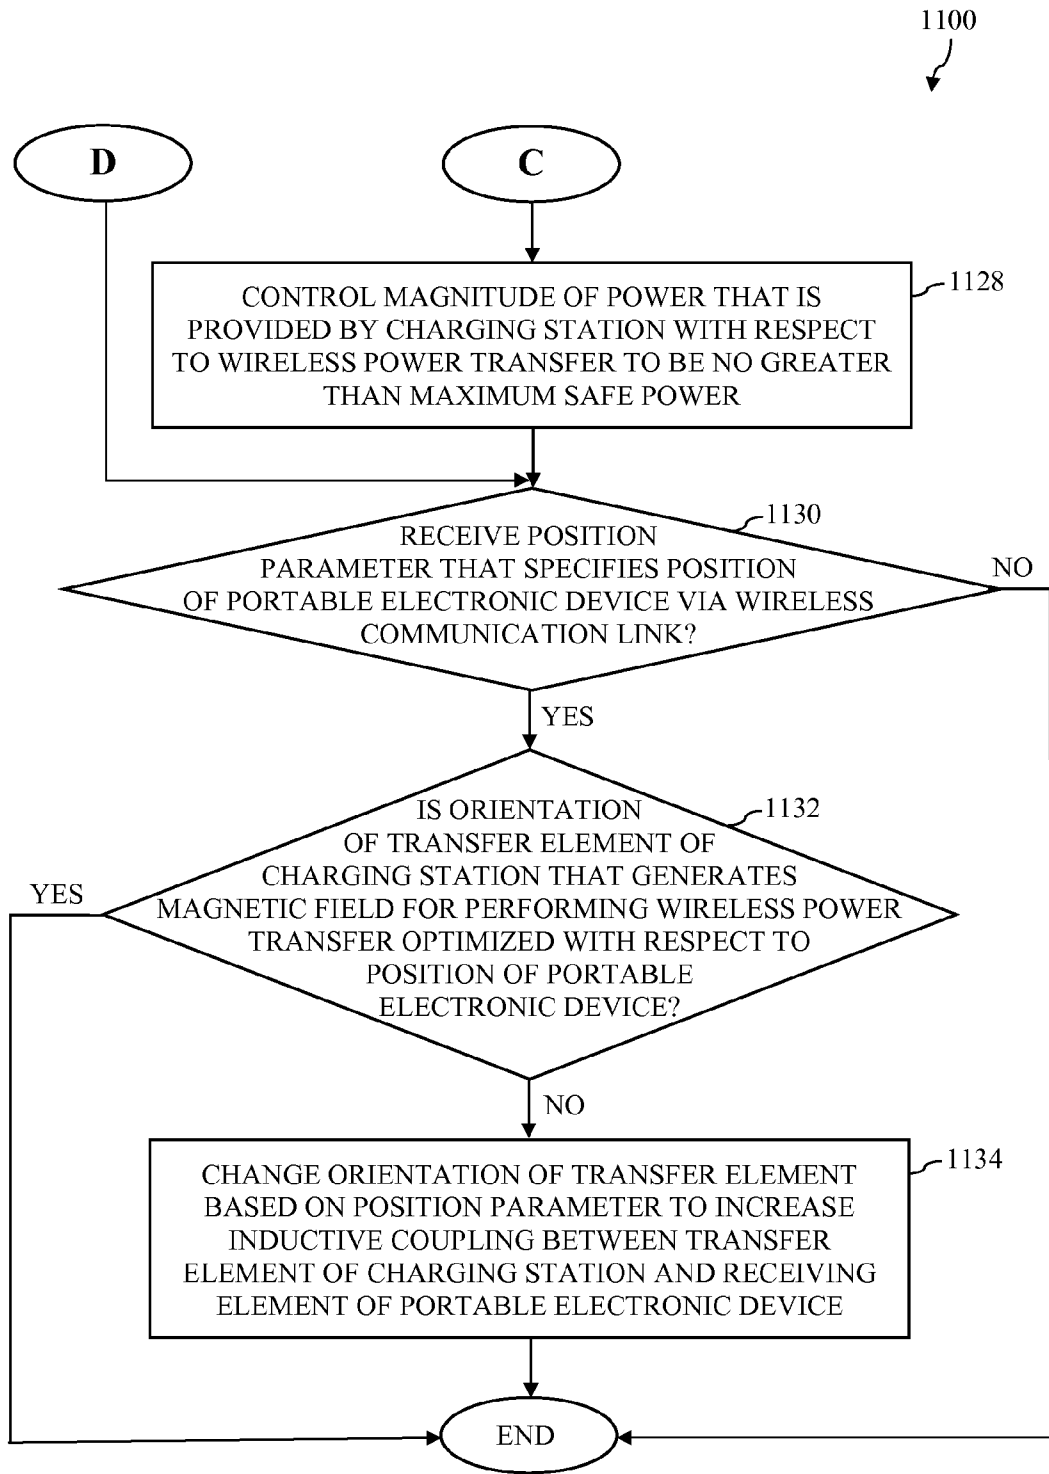 1100
D
C
1128
CONTROL MAGNITUDE OF POWER THAT IS
PROVIDED BY CHARGING STATION WITH RESPECT
TO WIRELESS POWER TRANSFER TO BE NO GREATER
THAN MAXIMUM SAFE POWER
1130
RECEIVE POSITION
PARAMETER THAT SPECIFIES POSITION
OF PORTABLE ELECTRONIC DEVICE VIA WIRELESS
COMMUNICATION LINK?
NO
YES
1132
IS ORIENTATION
OF TRANSFER ELEMENT OF
CHARGING STATION THAT GENERATES
MAGNETIC FIELD FOR PERFORMING WIRELESS POWER
TRANSFER OPTIMIZED WITH RESPECT TO
POSITION OF PORTABLE
ELECTRONIC DEVICE?
YES
NO
1134
CHANGE ORIENTATION OF TRANSFER ELEMENT
BASED ON POSITION PARAMETER TO INCREASE
INDUCTIVE COUPLING BETWEEN TRANSFER
ELEMENT OF CHARGING STATION AND RECEIVING
ELEMENT OF PORTABLE ELECTRONIC DEVICE
END